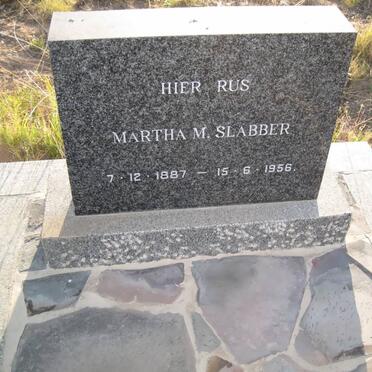 HIER RUS
MARTHA M. SLABBER
7·12·1887 — 15·6·1956.